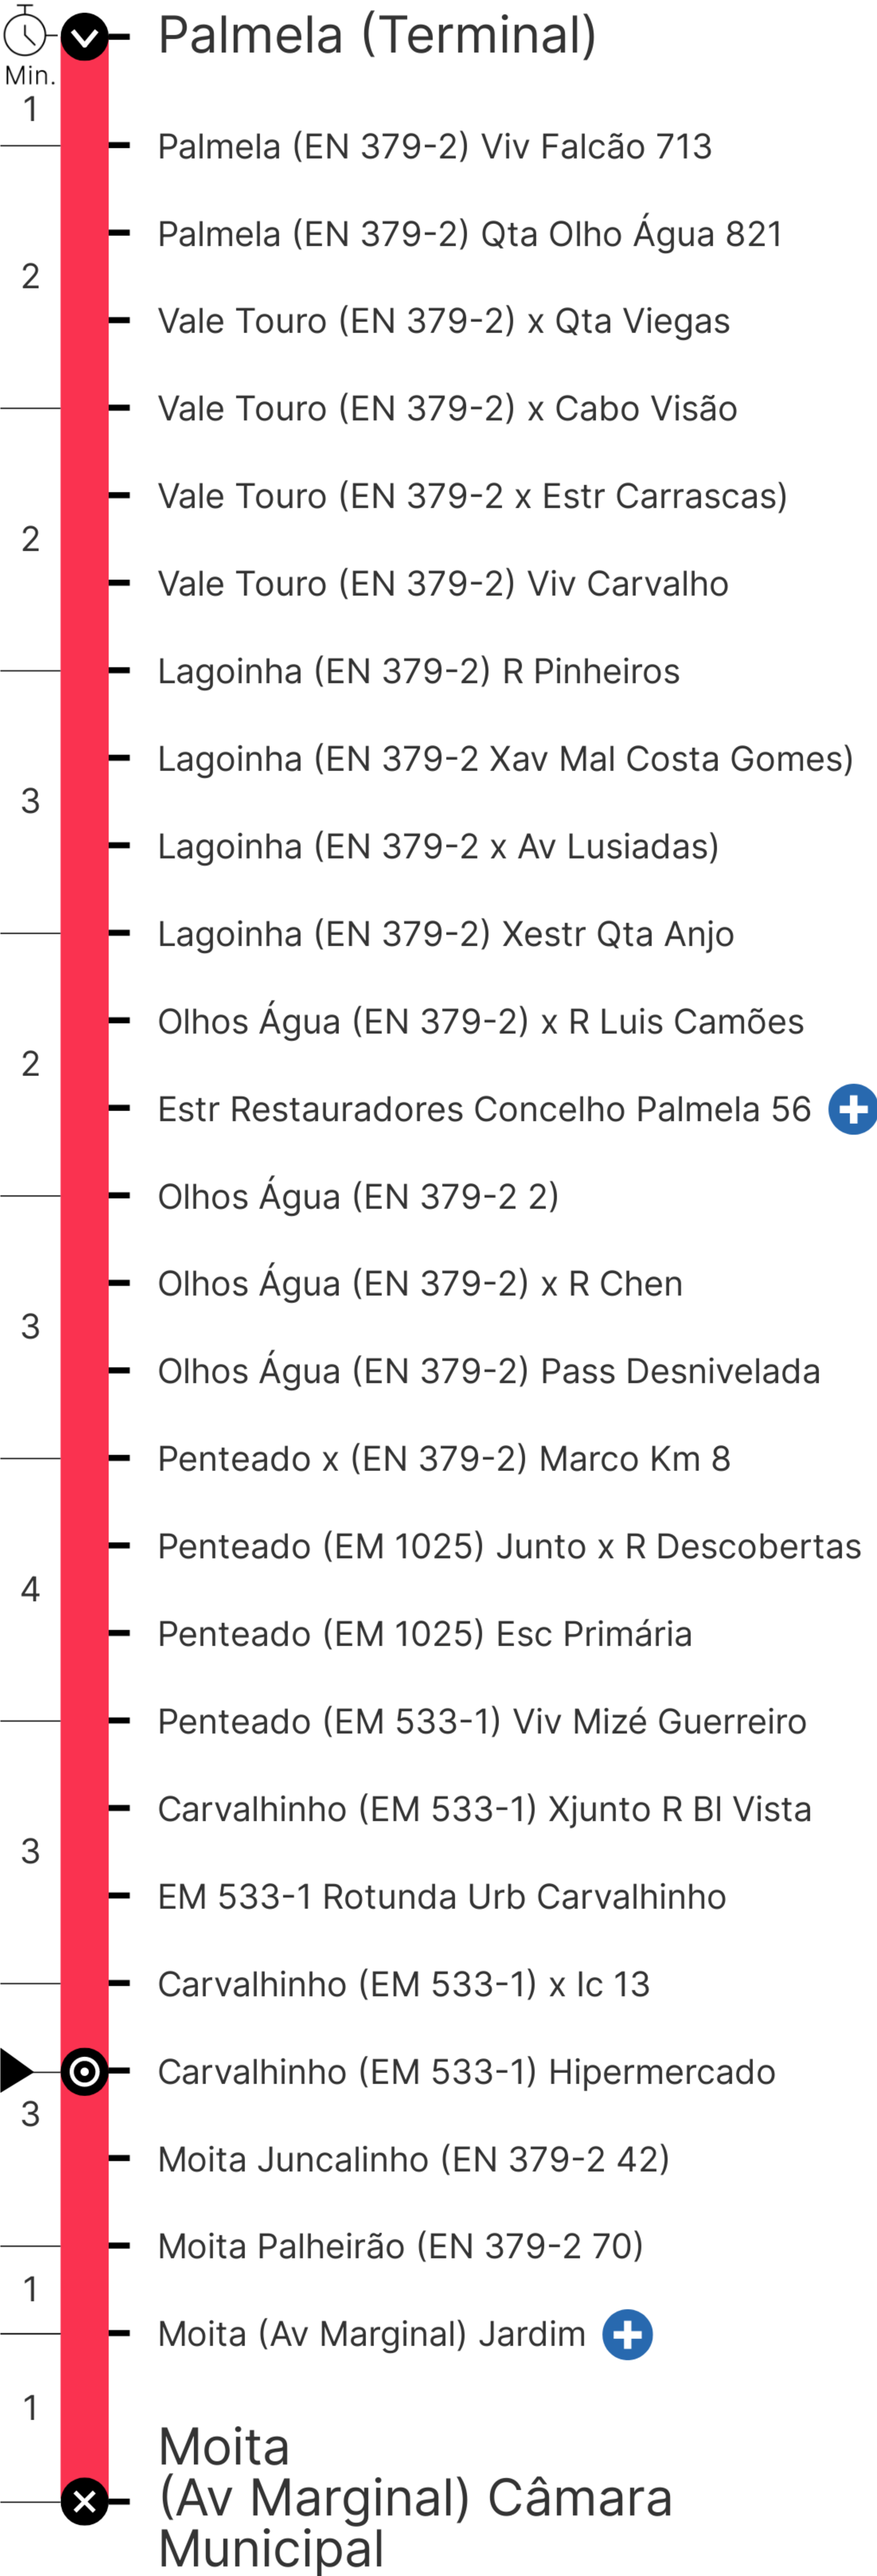 Palmela (Terminal)
Min.
1
Palmela (EN 379-2) Viv Falcão 713
Palmela (EN 379-2) Qta Olho Água 821
2
Vale Touro (EN 379-2) x Qta Viegas
Vale Touro (EN 379-2) x Cabo Visão
Vale Touro (EN 379-2 x Estr Carrascas)
2
Vale Touro (EN 379-2) Viv Carvalho
Lagoinha (EN 379-2) R Pinheiros
Lagoinha (EN 379-2 Xav Mal Costa Gomes)
3
Lagoinha (EN 379-2 x Av Lusiadas)
Lagoinha (EN 379-2) Xestr Qta Anjo
Olhos Água (EN 379-2) x R Luis Camões
2
Estr Restauradores Concelho Palmela 56
Olhos Água (EN 379-2 2)
Olhos Água (EN 379-2) x R Chen
3
Olhos Água (EN 379-2) Pass Desnivelada
Penteado x (EN 379-2) Marco Km 8
Penteado (EM 1025) Junto x R Descobertas
4
Penteado (EM 1025) Esc Primária
Penteado (EM 533-1) Viv Mizé Guerreiro
Carvalhinho (EM 533-1) Xjunto R Bl Vista
3
EM 533-1 Rotunda Urb Carvalhinho
Carvalhinho (EM 533-1) x Ic 13
Carvalhinho (EM 533-1) Hipermercado
3
Moita Juncalinho (EN 379-2 42)
Moita Palheirão (EN 379-2 70)
1
Moita (Av Marginal) Jardim
1
Moita
(Av Marginal) Câmara
Municipal